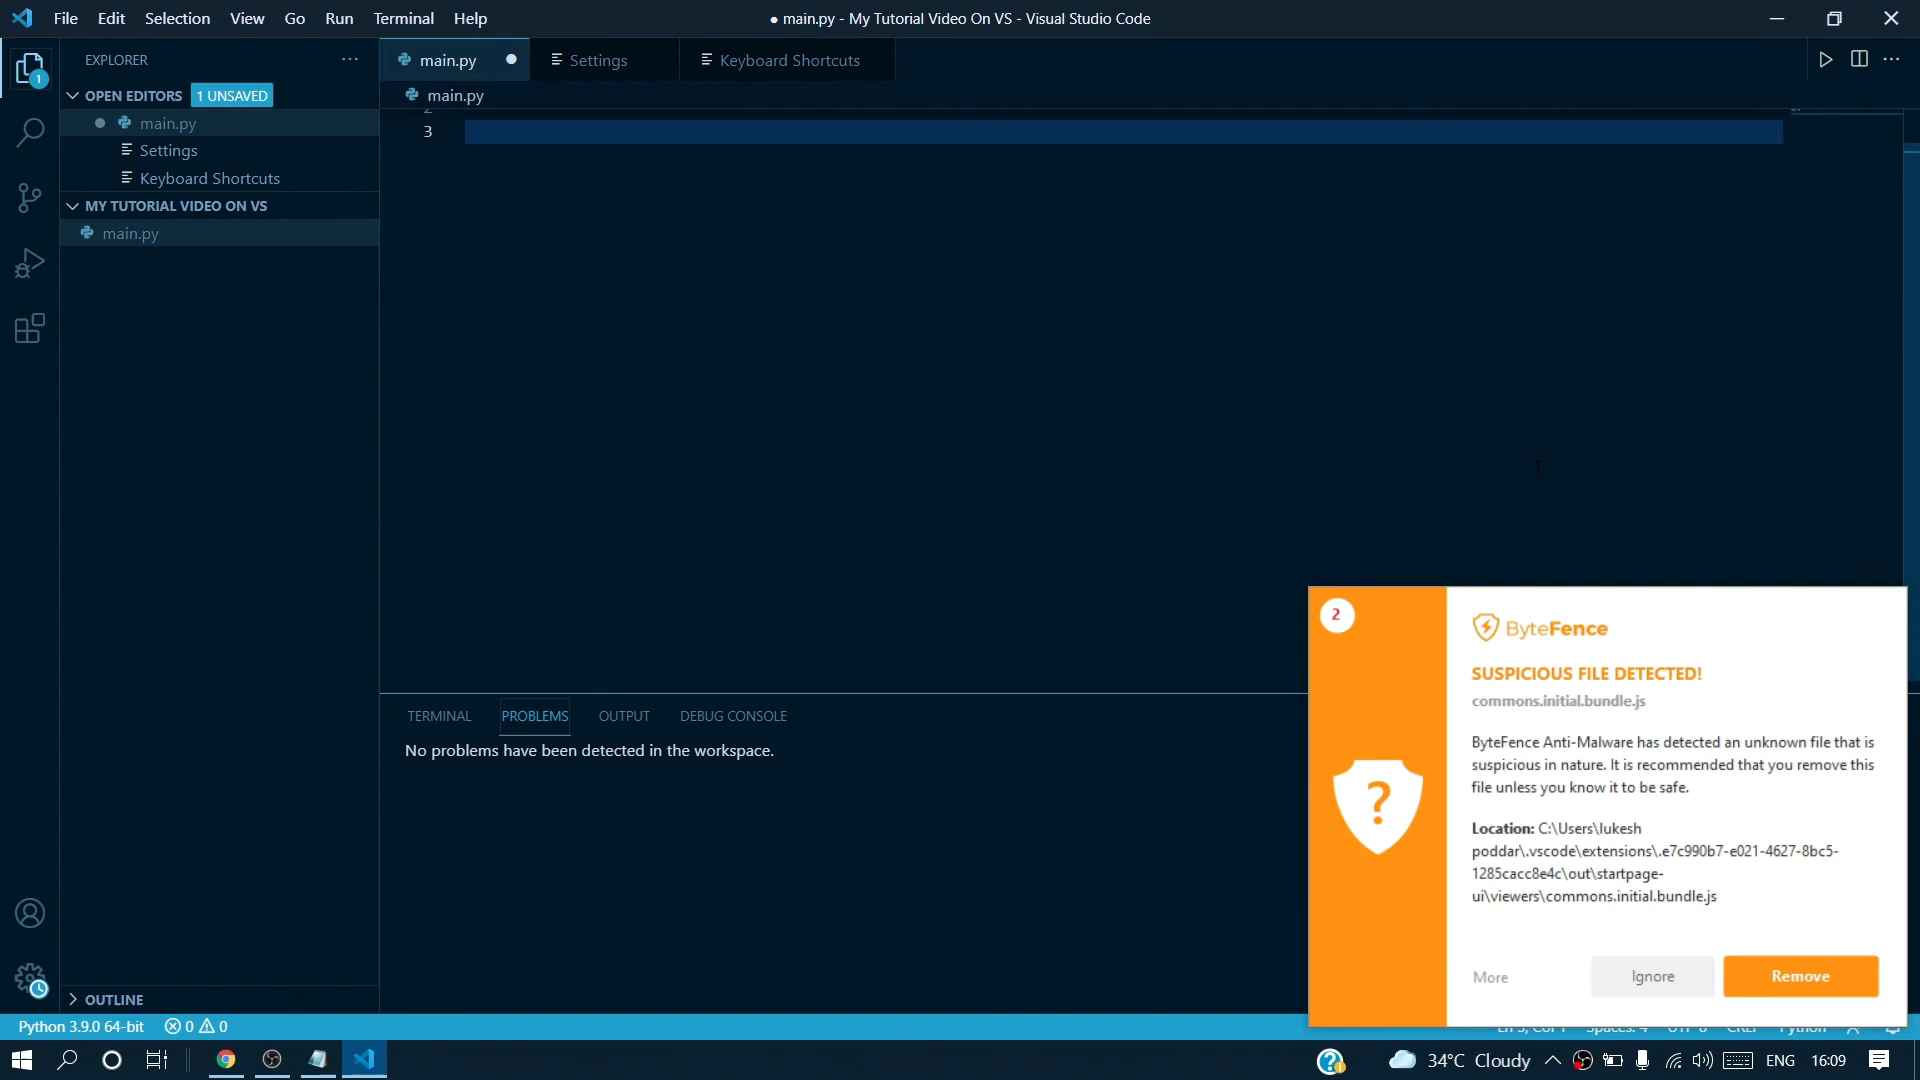 File Edit Selection View Go Run Terminal Help
● main.py - My Tutorial Video On VS - Visual Studio Code
EXPLORER
1
OPEN EDITORS 1 UNSAVED
main.py
Settings
Keyboard Shortcuts
MY TUTORIAL VIDEO ON VS
main.py
OUTLINE
main.py Settings Keyboard Shortcuts
main.py
3
TERMINAL PROBLEMS OUTPUT DEBUG CONSOLE
No problems have been detected in the workspace.
2
ByteFence
SUSPICIOUS FILE DETECTED!
commons.initial.bundle.js
ByteFence Anti-Malware has detected an unknown file that is
suspicious in nature. It is recommended that you remove this
file unless you know it to be safe.
?
Location: C:\Users\lukesh
poddar\.vscode\extensions\.e7c990b7-e021-4627-8bc5-
1285cacc8e4c\out\startpage-
ui\viewers\commons.initial.bundle.js
More Ignore Remove
Python 3.9.0 64-bit 0 0
34°C Cloudy ENG 16:09